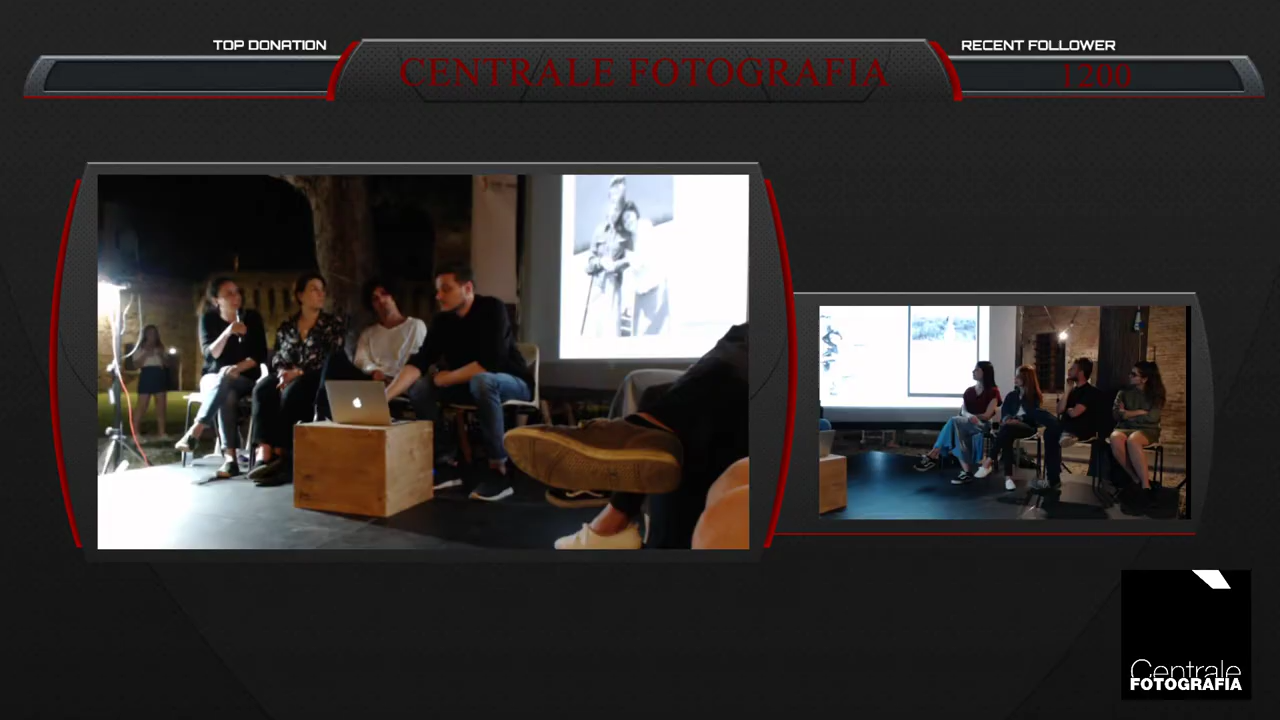 TOP DONATION
CENTRALE FOTOGRAFIA
RECENT FOLLOWER
1200
Centrale
FOTOGRAFIA